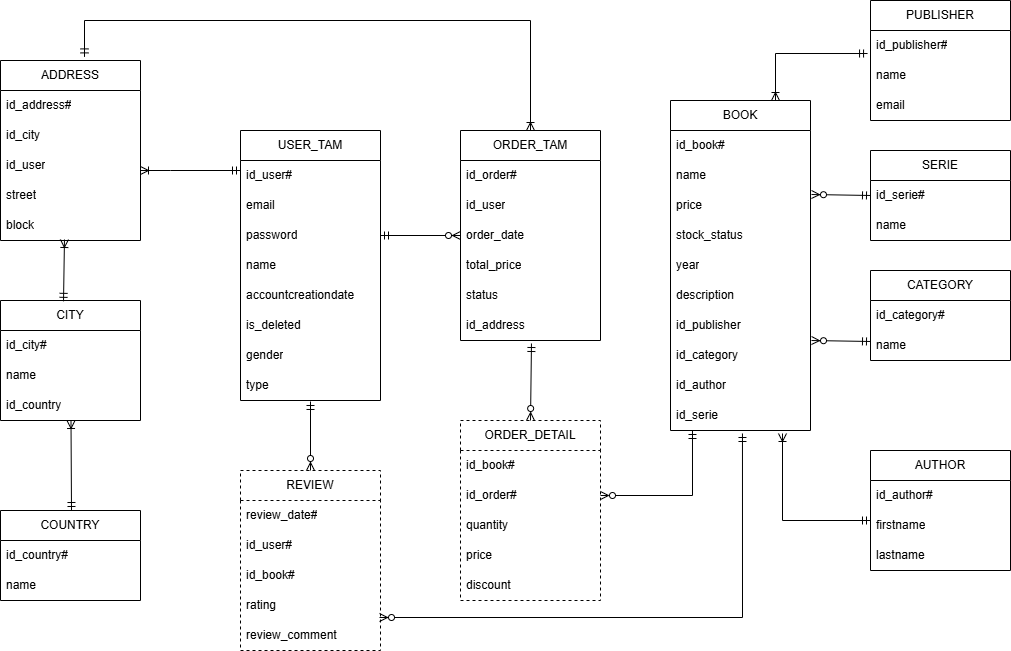 ADDRESS
id_address#
id_city
id_user
street
block
CITY
id_city#
name
id_country
COUNTRY
id_country#
name
USER_TAM
id_user#
email
password
name
accountcreationdate
is_deleted
gender
type
REVIEW
review_date#
id_user#
id_book#
rating
review_comment
ORDER_TAM
id_order#
id_user
order_date
total_price
status
id_address
ORDER_DETAIL
id_book#
id_order#
quantity
price
discount
BOOK
id_book#
name
price
stock_status
year
description
id_publisher
id_category
id_author
id_serie
PUBLISHER
id_publisher#
name
email
SERIE
id_serie#
name
CATEGORY
id_category#
name
AUTHOR
id_author#
firstname
lastname